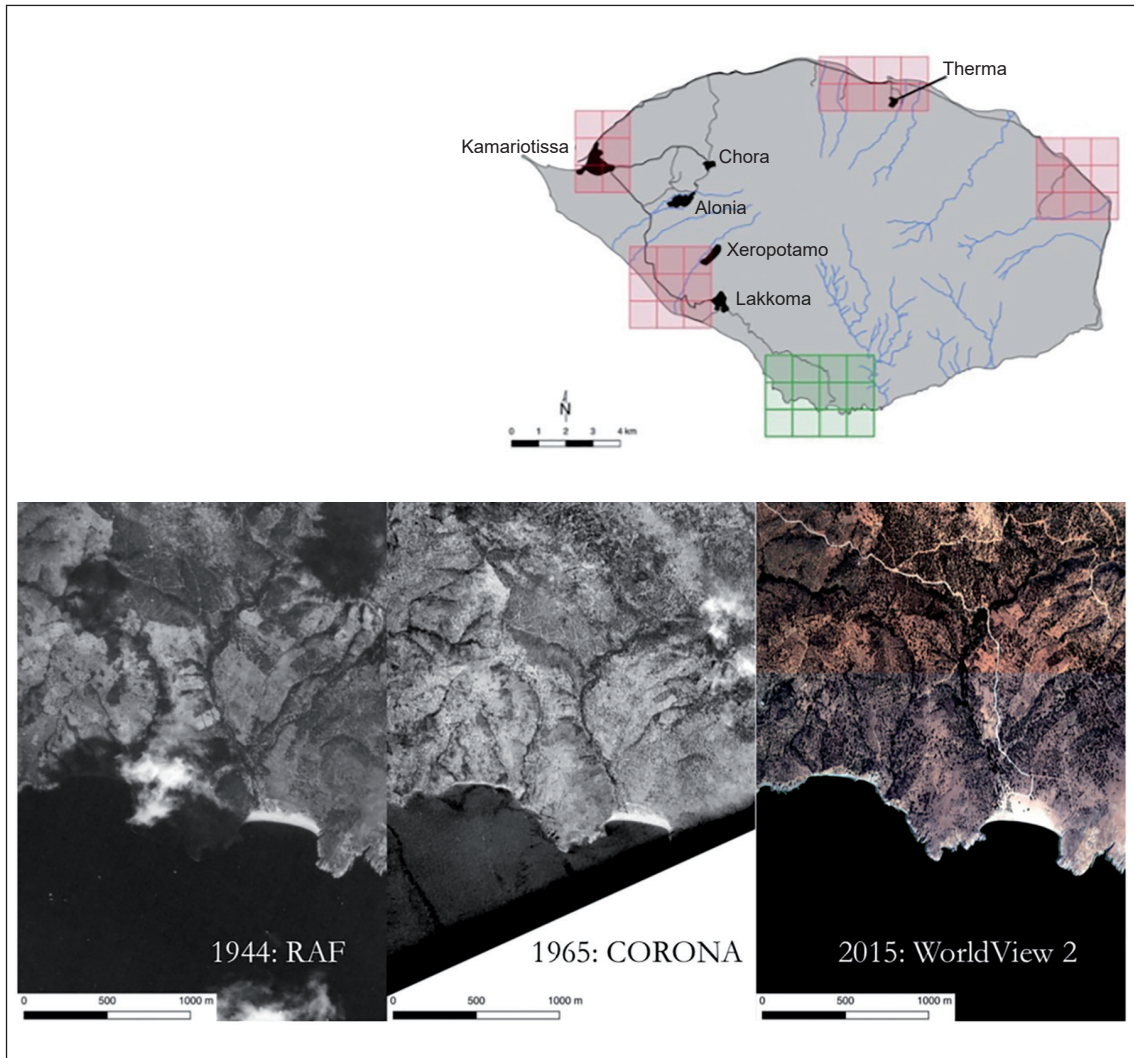 Therma
Kamariotissa
Chora
Alonia
Xeropotamo
Lakkoma
N
0 1 2 3 4 km
1944: RAF
1965: CORONA
2015: WorldView 2
0 500 1000 m
0 500 1000 m
0 500 1000 m